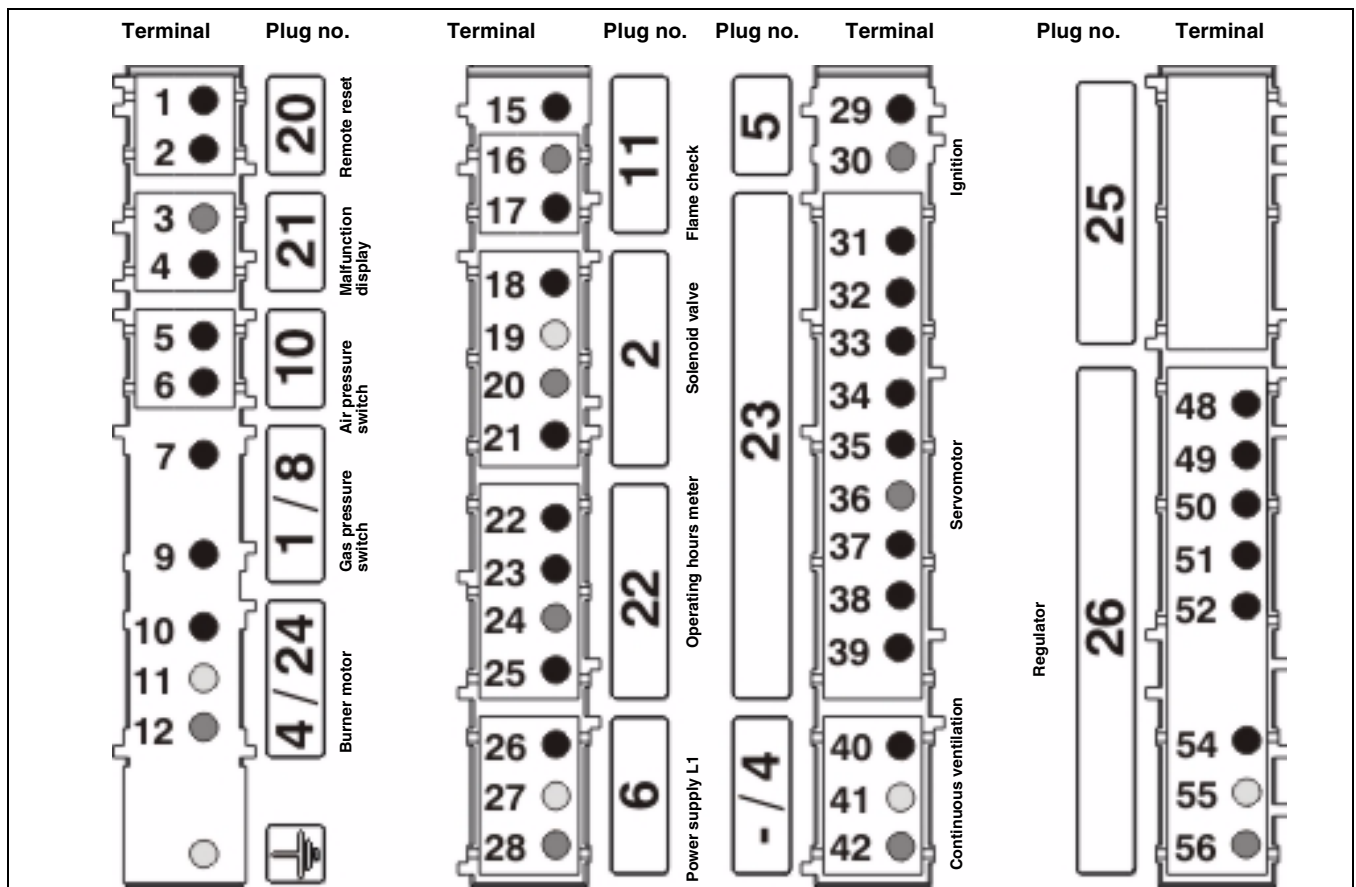 Terminal Plug no. Terminal Plug no. Plug no. Terminal Plug no. Terminal
1
2
20
Remote reset
3
4
21
Malfunction
display
5
6
10
Air pressure
switch
7
9
1 / 8
Gas pressure
switch
10
11
12
4 / 24
Burner motor
15
16
17
11
Flame check
18
19
20
21
2
Solenoid valve
22
23
24
25
22
Operating hours meter
26
27
28
6
Power supply L1
5
29
30
Ignition
23
31
32
33
34
35
36
37
38
39
Servomotor
- / 4
40
41
42
Continuous ventilation
25
Regulator
26
48
49
50
51
52
54
55
56